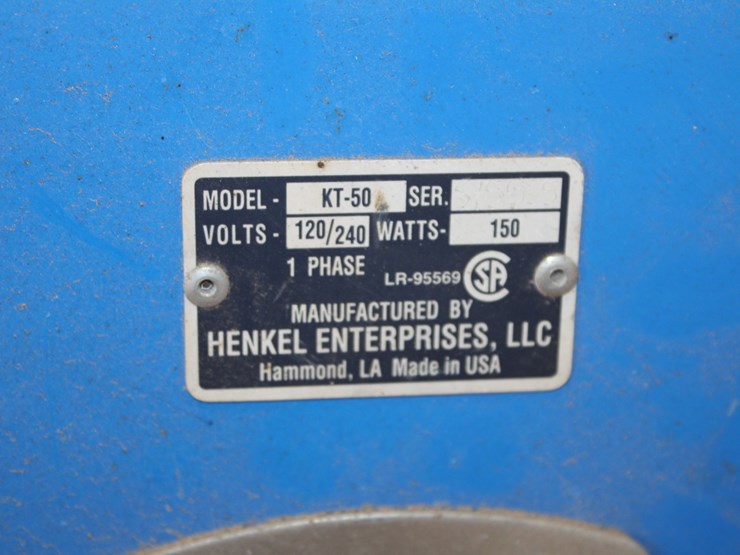 MODEL - KT-50 SER.
VOLTS - 120/240 WATTS- 150
1 PHASE LR-95569 SA
MANUFACTURED BY
HENKEL ENTERPRISES, LLC
Hammond, LA Made in USA